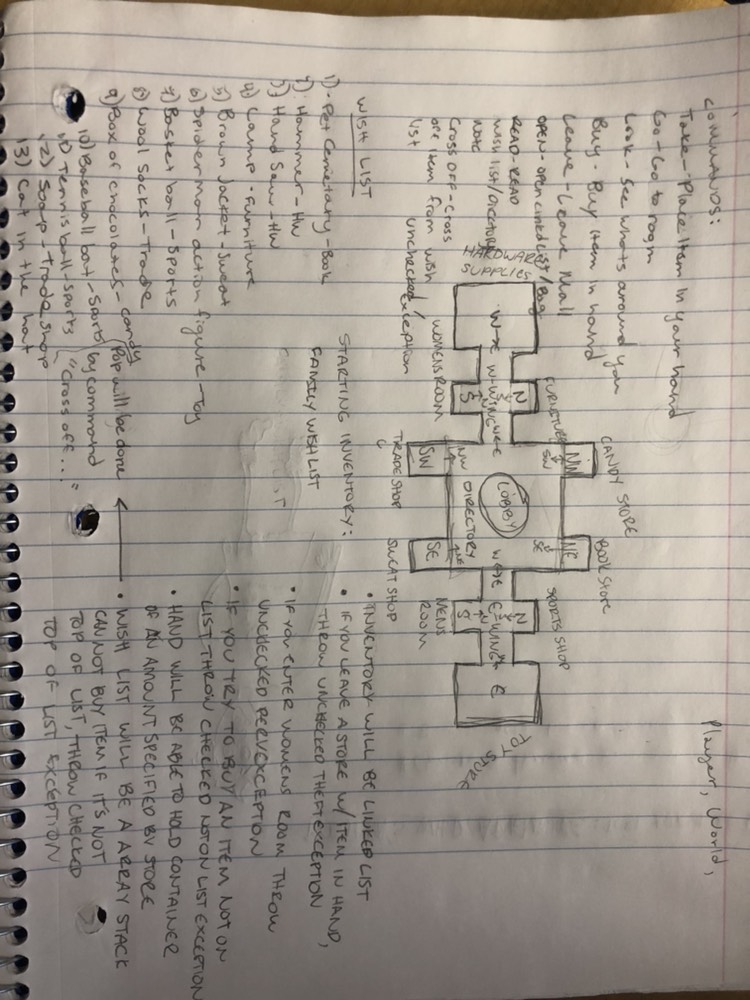 COMMANDS:
Take - Place Item In your hand
Go - Go to room
Look - See whats around you
Buy - Buy item in hand
Leave - Leave Mall
OPEN - open linked list / Bag
READ - READ
wish list/directory
note
Cross off - Cross
off item from wish
list
Player, World,
HARDWARE
SUPPLIES
FURNITURE
CANDY STORE
BOOK Store
SPORTS SHOP
TOY STORE
W
W-WING
N
S
NW
SW
LOBBY
DIRECTORY
NE
SE
NW
SW
NE
SE
E-WING
N
S
E
WOMENS ROOM
TRADE SHOP
SWEAT SHOP
MENS
ROOM
unchecked
exception
WISH LIST
1) - Pet Cemetary - Book
2) Hammer - HW
3) Hand Saw - HW
4) Lamp - Furniture
5) Brown Jacket - Sweat
6) Spiderman action figure - Toy
7) Basketball - Sports
8) Wool Socks - Trade
9) Box of chocolates - candy
10) Baseball bat - Sports
11) Tennis ball - Sports
12) Soap - Trade shop
13) Cat in the hat
Pop will be done
by command
"Cross off..."
STARTING INVENTORY:
FAMILY WISH LIST
• INVENTORY WILL BE LINKED LIST
• IF YOU LEAVE A STORE W/ ITEM IN HAND,
THROW UNCHECKED THEFT EXCEPTION
• IF YOU ENTER WOMENS ROOM THROW
UNCHECKED PERVEXCEPTION
• IF YOU TRY TO BUY AN ITEM NOT ON
LIST THROW CHECKED NOTONLIST EXCEPTION
• HAND WILL BE ABLE TO HOLD CONTAINER
OF AN AMOUNT SPECIFIED BY STORE
• WISH LIST WILL BE A ARRAY STACK
CAN NOT BUY ITEM IF IT'S NOT
TOP OF LIST, THROW CHECKED
TOP OF LIST EXCEPTION